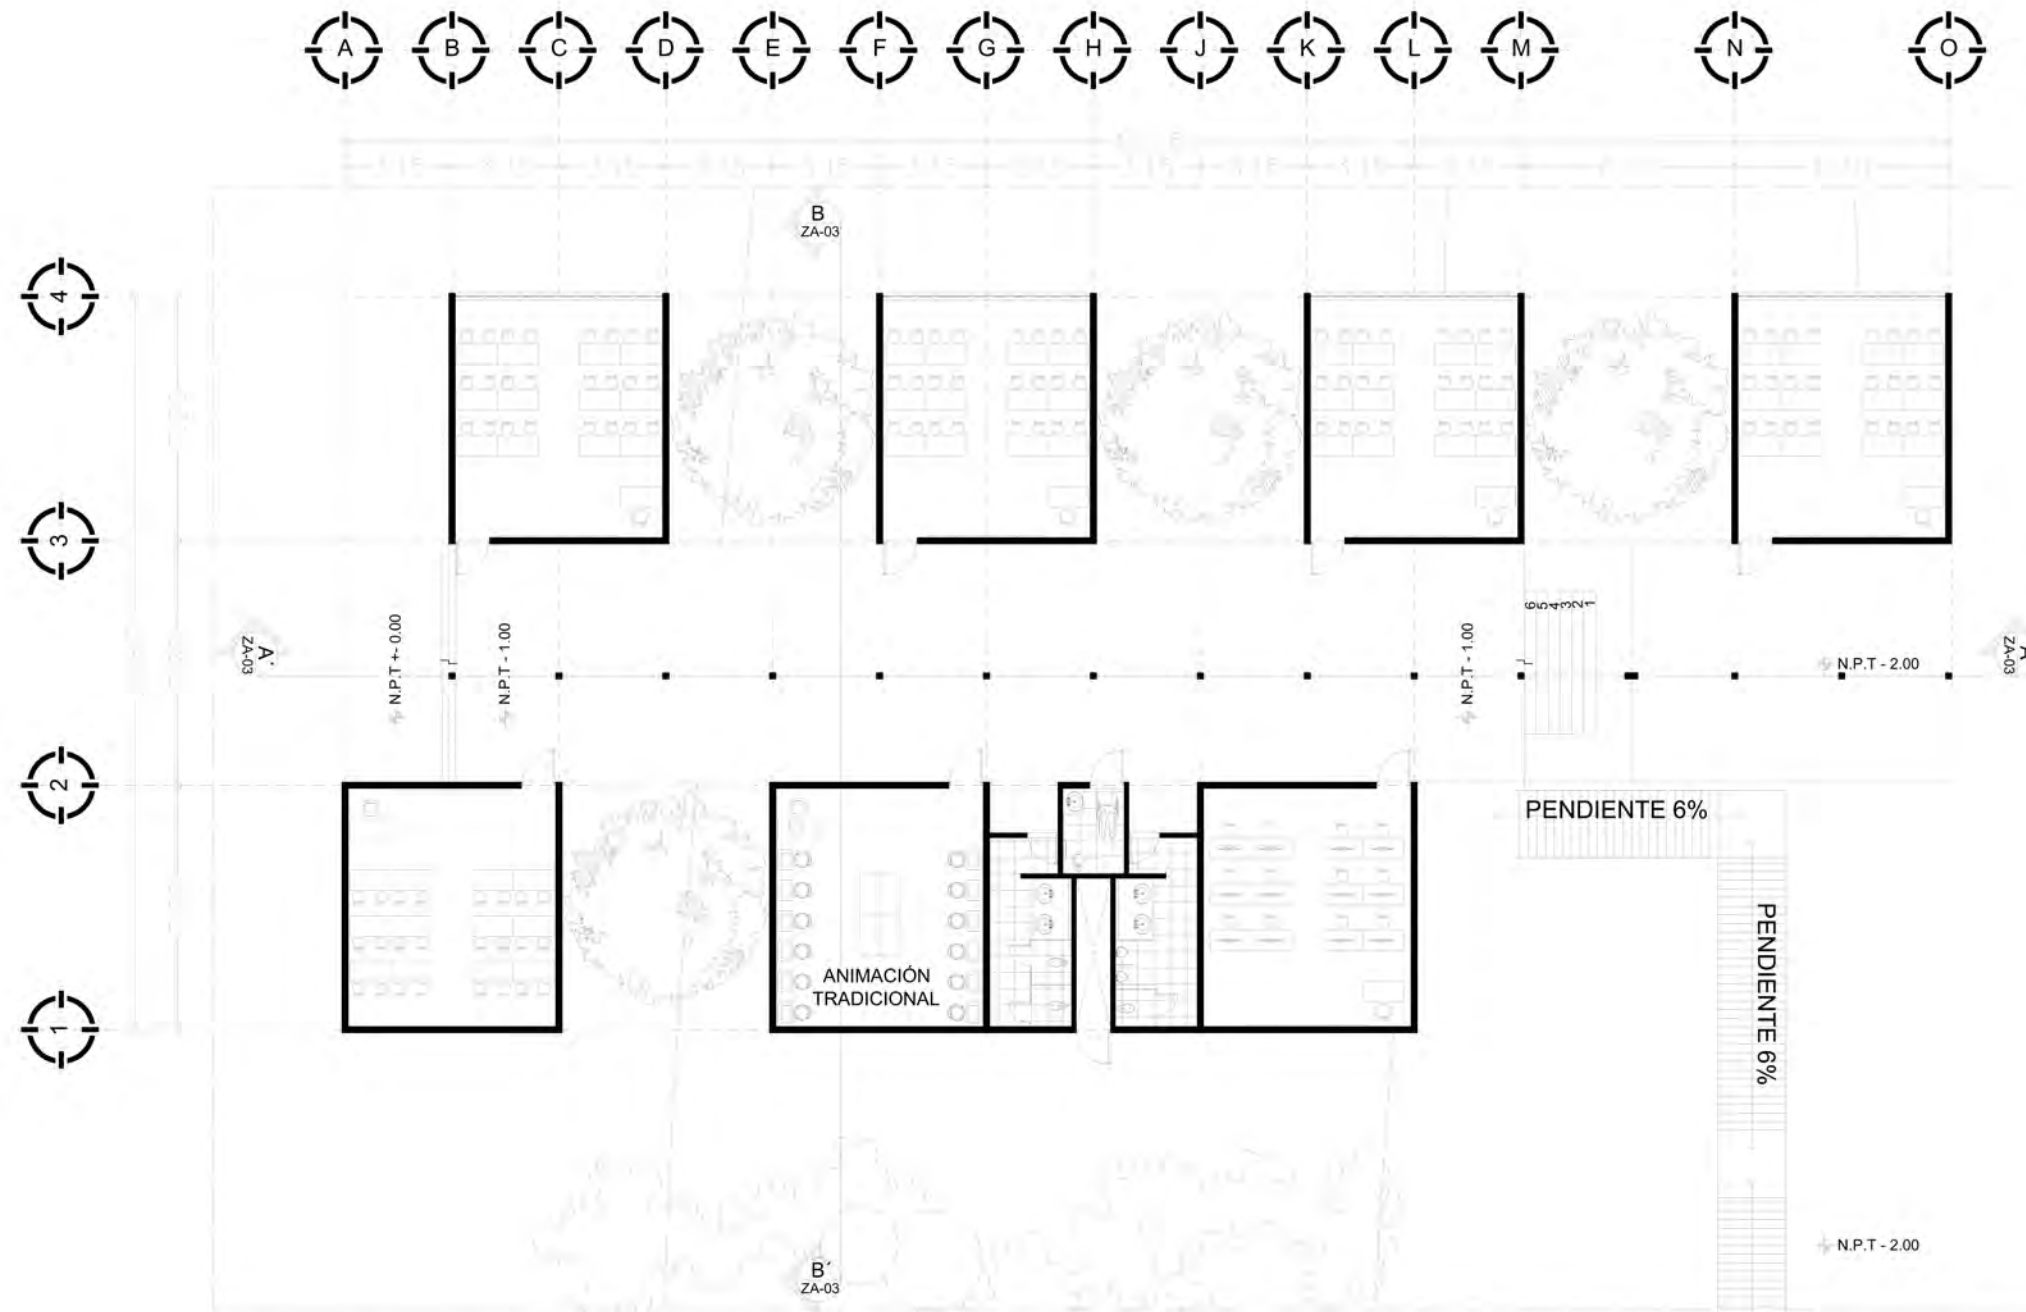 A B C D E F G H J K L M N O
B
ZA-03
4
3
6 5 4 3 2 1
N.P.T +- 0.00
N.P.T - 1.00
N.P.T - 1.00
A´
ZA-03
N.P.T - 2.00
ZA-03
2
PENDIENTE 6%
PENDIENTE 6%
ANIMACIÓN
TRADICIONAL
1
N.P.T - 2.00
B´
ZA-03